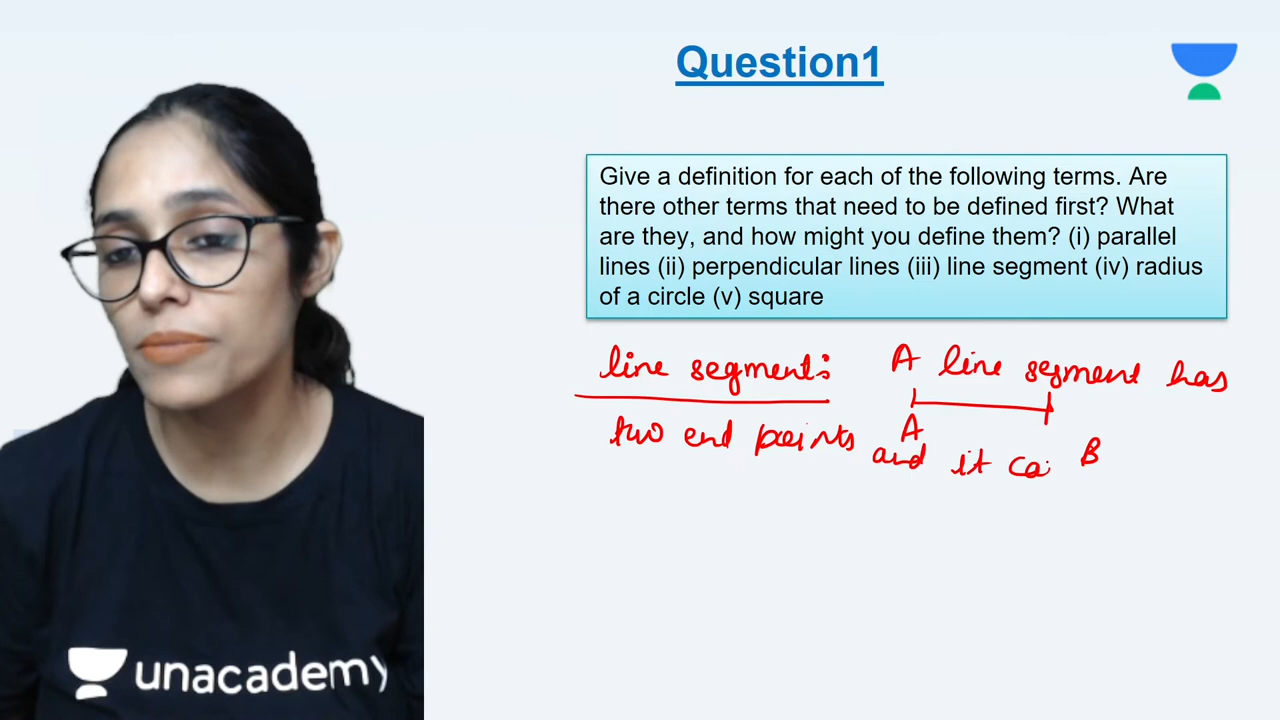 Question1
Give a definition for each of the following terms. Are
there other terms that need to be defined first? What
are they, and how might you define them? (i) parallel
lines (ii) perpendicular lines (iii) line segment (iv) radius
of a circle (v) square
line segment: A line segment has
two end points and it ca
A B
unacademy